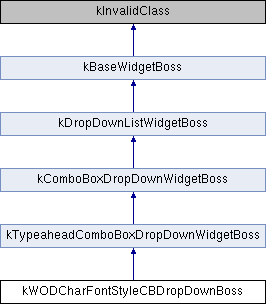 kInvalidClass
kBaseWidgetBoss
kDropDownListWidgetBoss
kComboBoxDropDownWidgetBoss
kTypeaheadComboBoxDropDownWidgetBoss
kWODCharFontStyleCBDropDownBoss